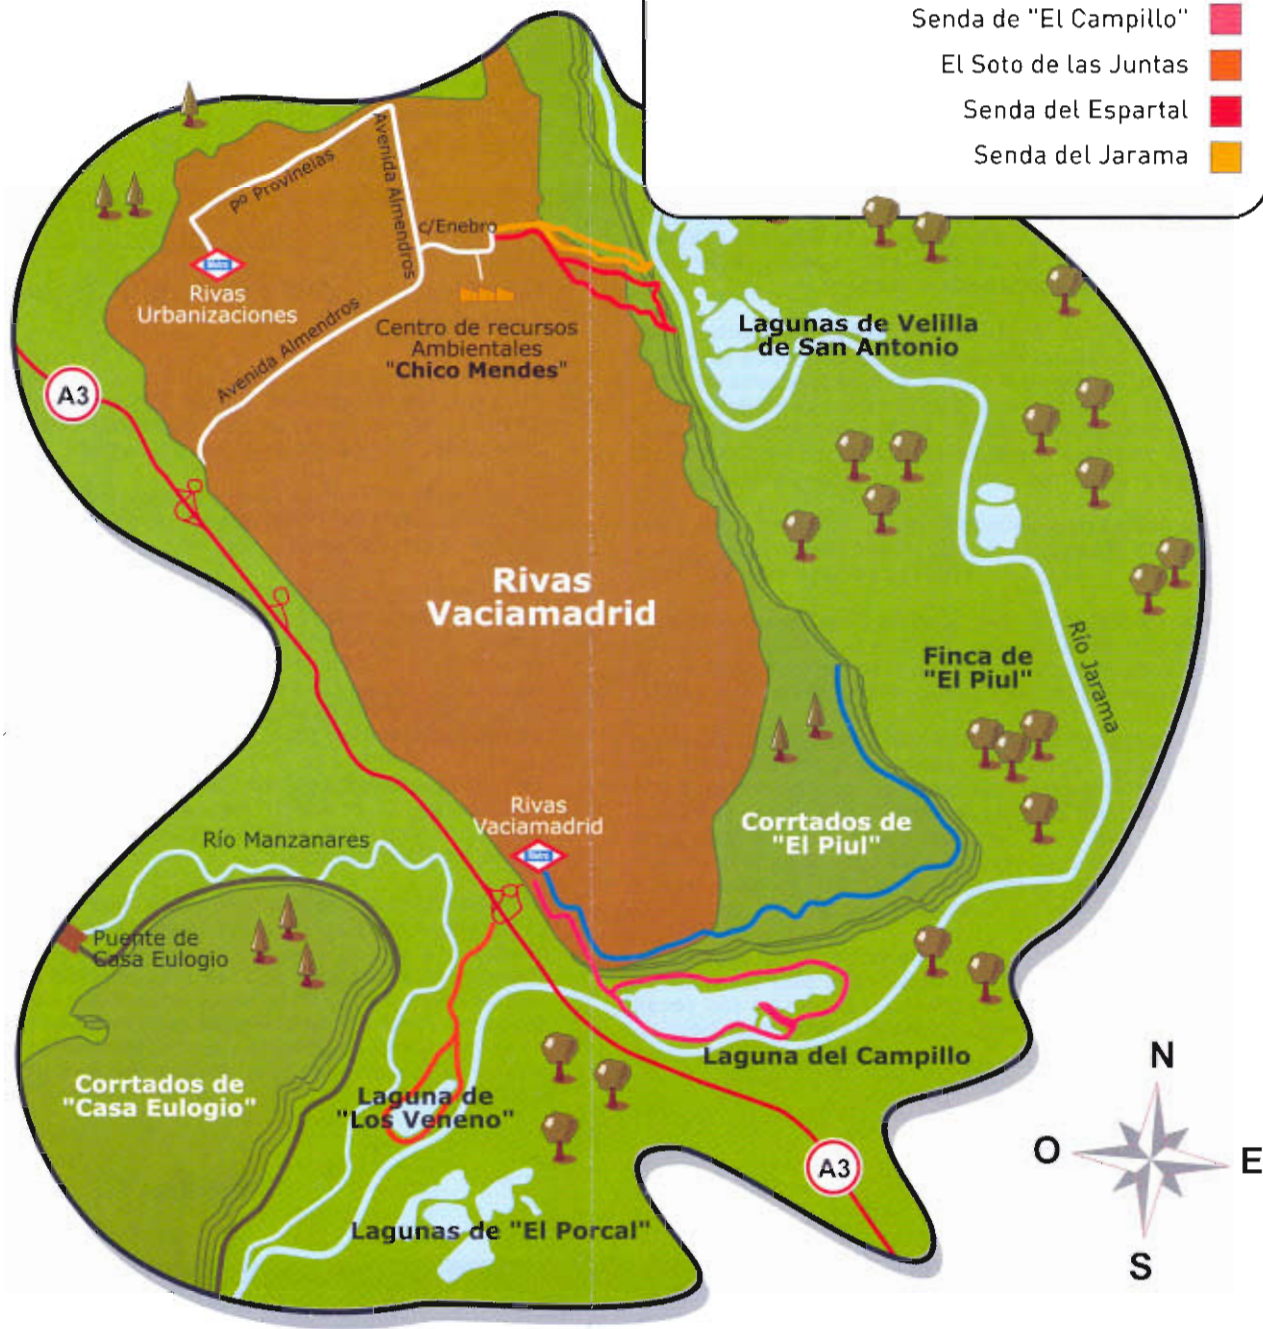 Senda de "El Campillo"
El Soto de las Juntas
Senda del Espartal
Senda del Jarama
Avenida Almendros
Pº Provincias
c/Enebro
Metro
Rivas
Urbanizaciones
Avenida Almendros
Centro de recursos
Ambientales
"Chico Mendes"
Lagunas de Velilla
de San Antonio
A3
Rivas
Vaciamadrid
Río Jarama
Finca de
"El Piul"
Rivas
Vaciamadrid
Metro
Corrtados de
"El Piul"
Río Manzanares
Puente de
Casa Eulogio
Laguna del Campillo
Corrtados de
"Casa Eulogio"
Laguna de
"Los Veneno"
A3
Lagunas de "El Porcal"
N
O
E
S